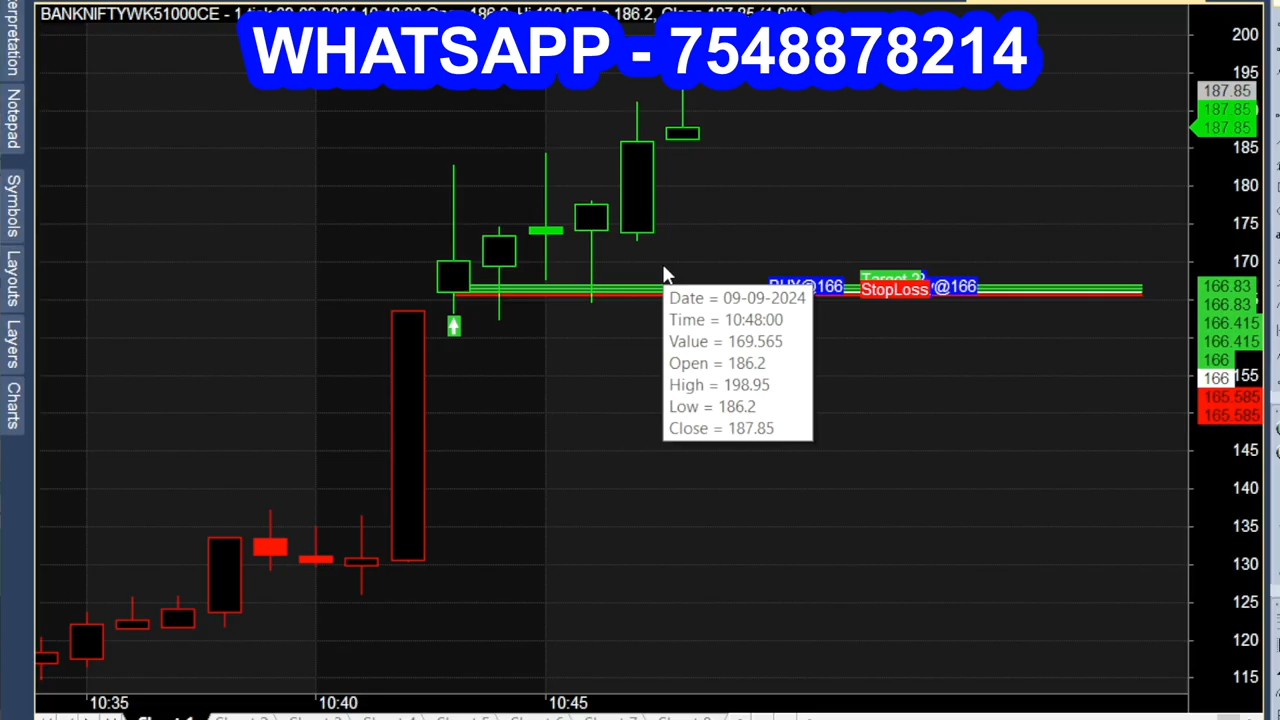 BANKNIFTYWK51000CE - 1
WHATSAPP - 7548878214
Interpretation
Notepad
Symbols
Layouts
Layers
Charts
200
195
187.85
187.85
187.85
185
180
175
170
BUY@166
StopLoss
y@166
166.83
166.83
166.415
166.415
166
166
155
165.585
165.585
145
140
135
130
125
120
115
Date = 09-09-2024
Time = 10:48:00
Value = 169.565
Open = 186.2
High = 198.95
Low = 186.2
Close = 187.85
10:35
10:40
10:45